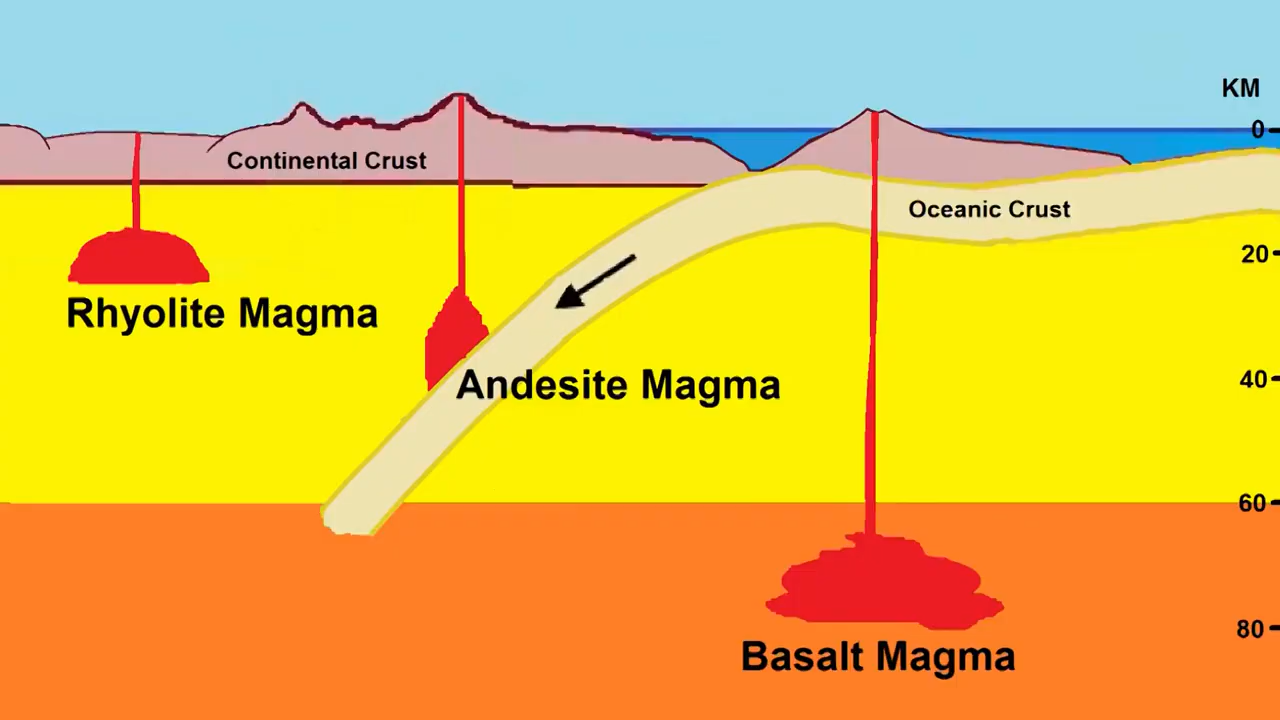 KM
0
Continental Crust
Oceanic Crust
20
Rhyolite Magma
40
Andesite Magma
60
80
Basalt Magma